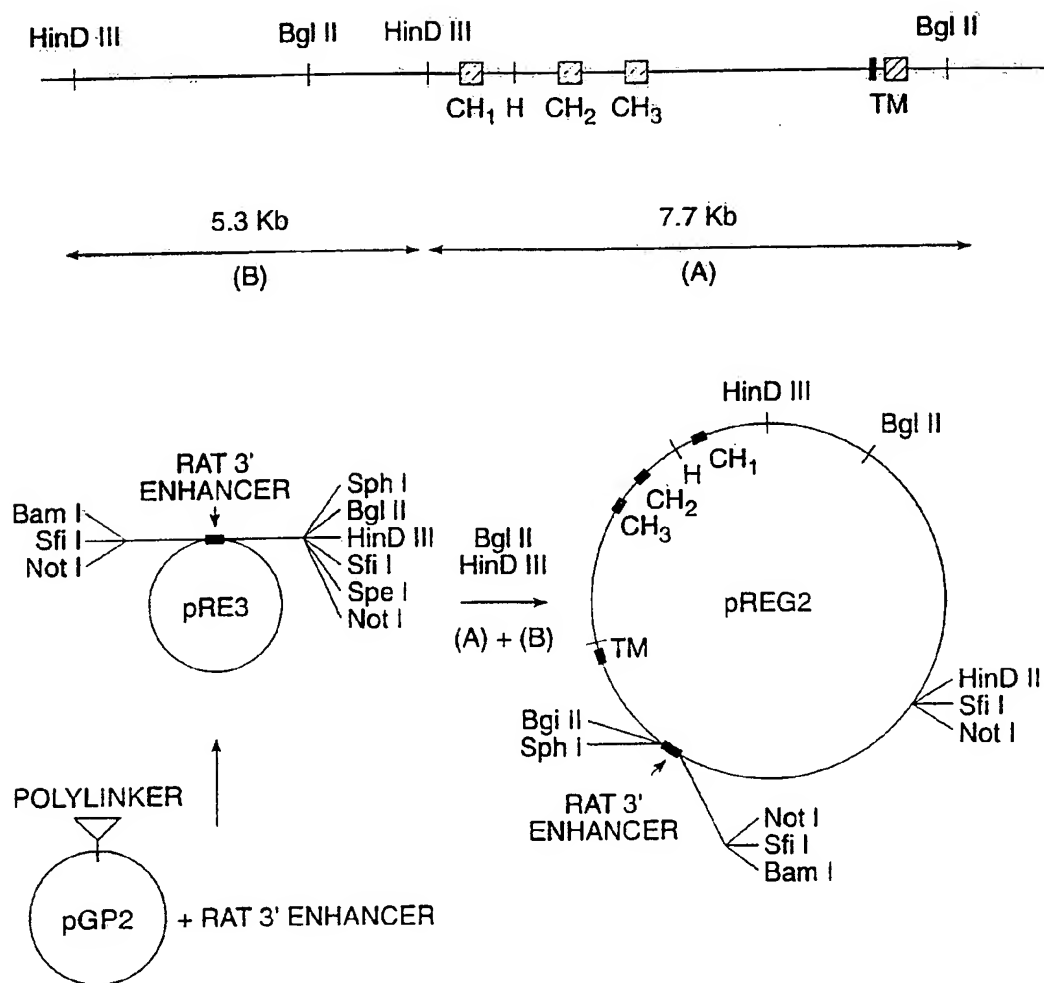 HinD III
Bgl II
HinD III
Bgl II
CH1
H
CH2
CH3
TM
5.3 Kb
7.7 Kb
(B)
(A)
RAT 3'
ENHANCER
Bam I
Sfi I
Not I
Sph I
Bgl II
HinD III
Sfi I
Spe I
Not I
pRE3
Bgl II
HinD III
(A) + (B)
HinD III
Bgl II
CH1
H
CH2
CH3
pREG2
TM
HinD II
Sfi I
Not I
Bgi II
Sph I
RAT 3'
ENHANCER
Not I
Sfi I
Bam I
POLYLINKER
pGP2
+ RAT 3' ENHANCER